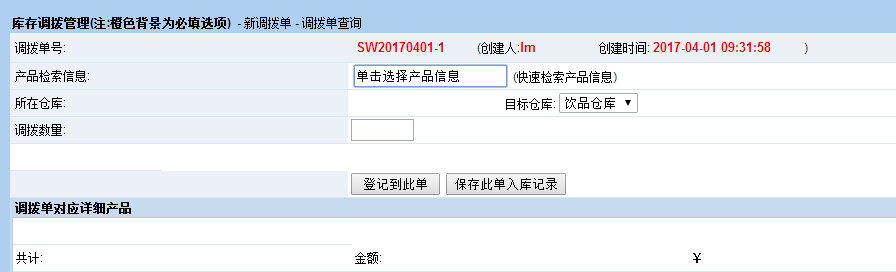 库存调拨管理(注:橙色背景为必填选项) - 新调拨单 - 调拨单查询
调拨单号: SW20170401-1 (创建人:lm 创建时间: 2017-04-01 09:31:58 )
产品检索信息: 单击选择产品信息 (快速检索产品信息)
所在仓库: 目标仓库: 饮品仓库
调拨数量:
登记到此单 保存此单入库记录
调拨单对应详细产品
共计: 金额: ￥